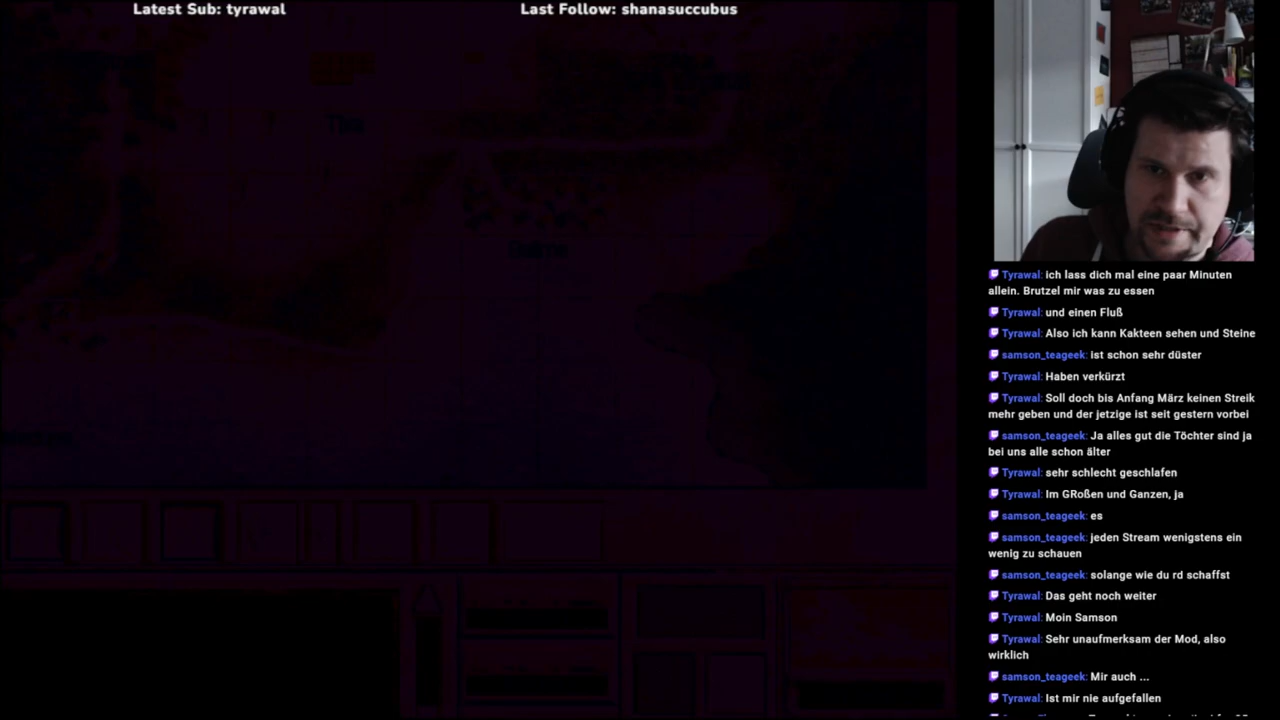 Latest Sub: tyrawal
Last Follow: shanasuccubus
Tyrawal: ich lass dich mal eine paar Minuten
allein. Brutzel mir was zu essen
Tyrawal: und einen Fluß
Tyrawal: Also ich kann Kakteen sehen und Steine
samson_teageek: ist schon sehr düster
Tyrawal: Haben verkürzt
Tyrawal: Soll doch bis Anfang März keinen Streik
mehr geben und der jetzige ist seit gestern vorbei
samson_teageek: Ja alles gut die Töchter sind ja
bei uns alle schon älter
Tyrawal: sehr schlecht geschlafen
Tyrawal: Im GRoßen und Ganzen, ja
samson_teageek: es
samson_teageek: jeden Stream wenigstens ein
wenig zu schauen
samson_teageek: solange wie du rd schaffst
Tyrawal: Das geht noch weiter
Tyrawal: Moin Samson
Tyrawal: Sehr unaufmerksam der Mod, also
wirklich
samson_teageek: Mir auch ...
Tyrawal: Ist mir nie aufgefallen